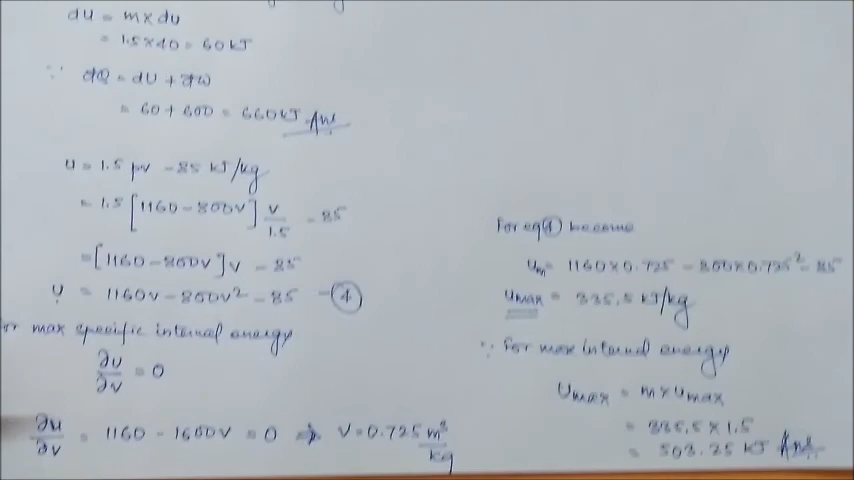 du = m×du
= 1.5×40 = 60 kJ
∵ đQ = dU + đW
= 60 + 600 = 660 kJ Ans
u = 1.5 pv - 85 kJ/kg
= 1.5 [1160 - 800v] v/1.5 - 85
= [1160 - 800v] v - 85
u = 1160v - 800v² - 85 - (4)
For max specific internal energy
∂u/∂v = 0
∂u/∂v = 1160 - 1600v = 0 ⇒ v = 0.725 m³/kg
For eq(4) become
um = 1160×0.725 - 800×0.725² - 85
umax = 335.5 kJ/kg
∵ For max internal energy
Umax = m×umax
= 335.5 × 1.5
= 503.25 kJ Ans